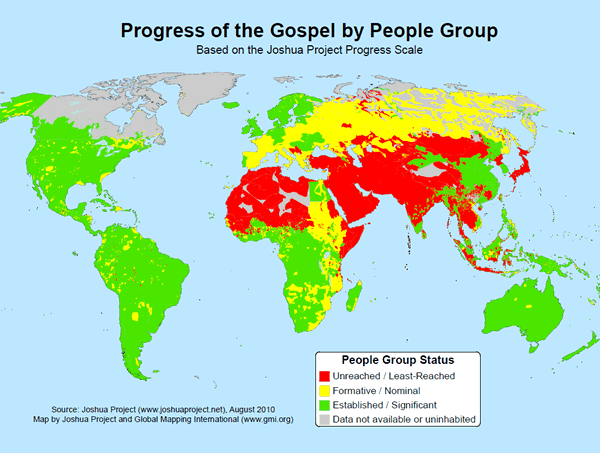 Progress of the Gospel by People Group
Based on the Joshua Project Progress Scale
People Group Status
Unreached / Least-Reached
Formative / Nominal
Established / Significant
Data not available or uninhabited
Source: Joshua Project (www.joshuaproject.net), August 2010
Map by Joshua Project and Global Mapping International (www.gmi.org)